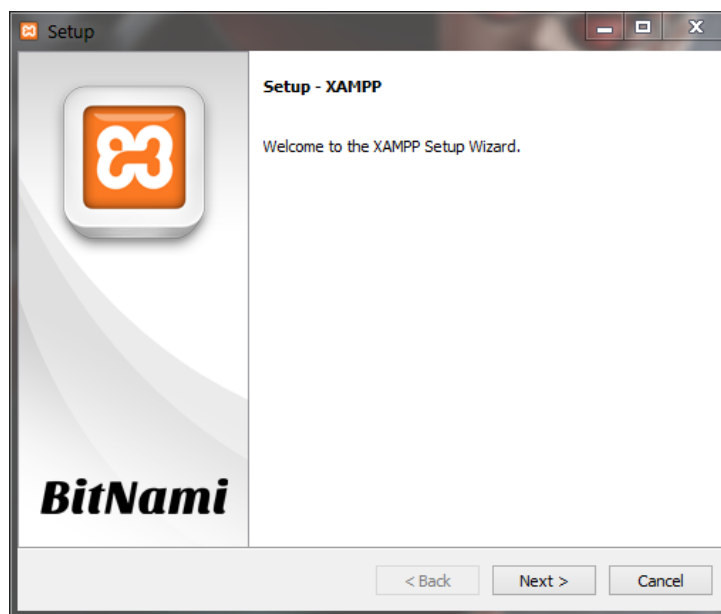 Setup
Setup - XAMPP
Welcome to the XAMPP Setup Wizard.
BitNami
< Back
Next >
Cancel